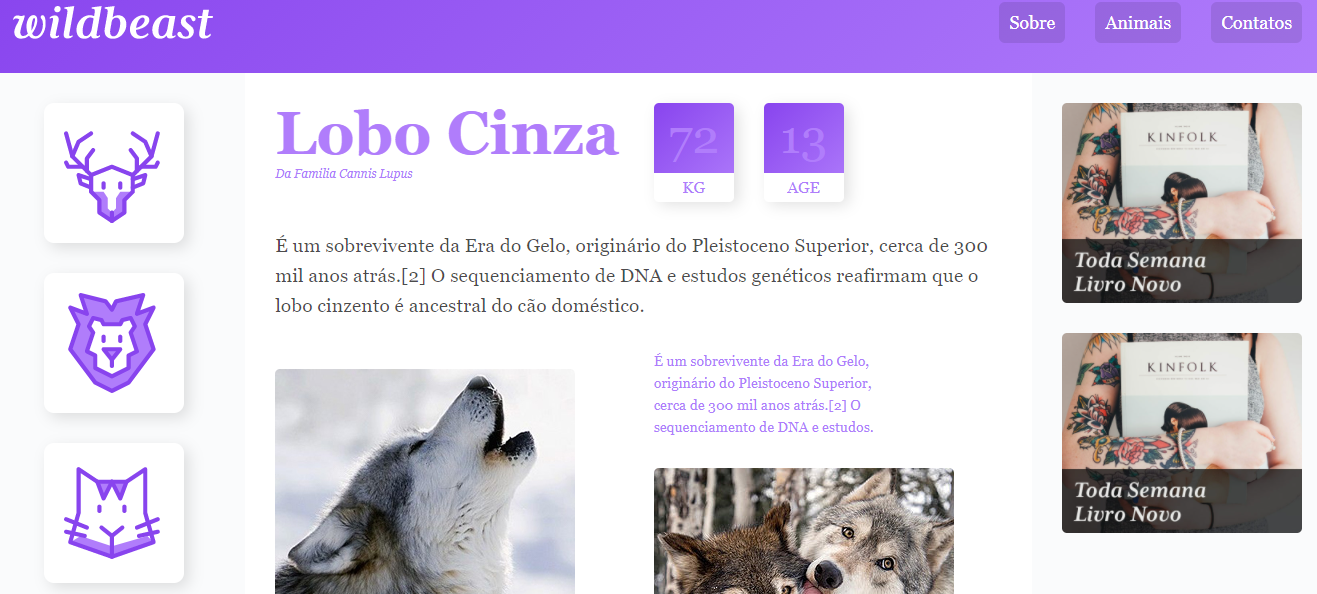 wildbeast
Sobre
Animais
Contatos
Lobo Cinza
Da Família Cannis Lupus
72
KG
13
AGE
É um sobrevivente da Era do Gelo, originário do Pleistoceno Superior, cerca de 300
mil anos atrás.[2] O sequenciamento de DNA e estudos genéticos reafirmam que o
lobo cinzento é ancestral do cão doméstico.
É um sobrevivente da Era do Gelo,
originário do Pleistoceno Superior,
cerca de 300 mil anos atrás.[2] O
sequenciamento de DNA e estudos.
KINFOLK
Toda Semana
Livro Novo
KINFOLK
Toda Semana
Livro Novo